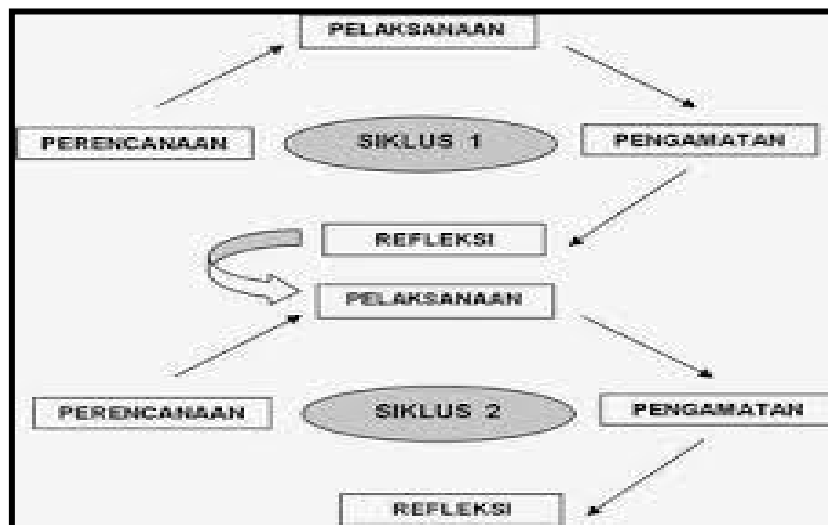 PELAKSANAAN
PERENCANAAN
SIKLUS 1
PENGAMATAN
REFLEKSI
PELAKSANAAN
PERENCANAAN
SIKLUS 2
PENGAMATAN
REFLEKSI